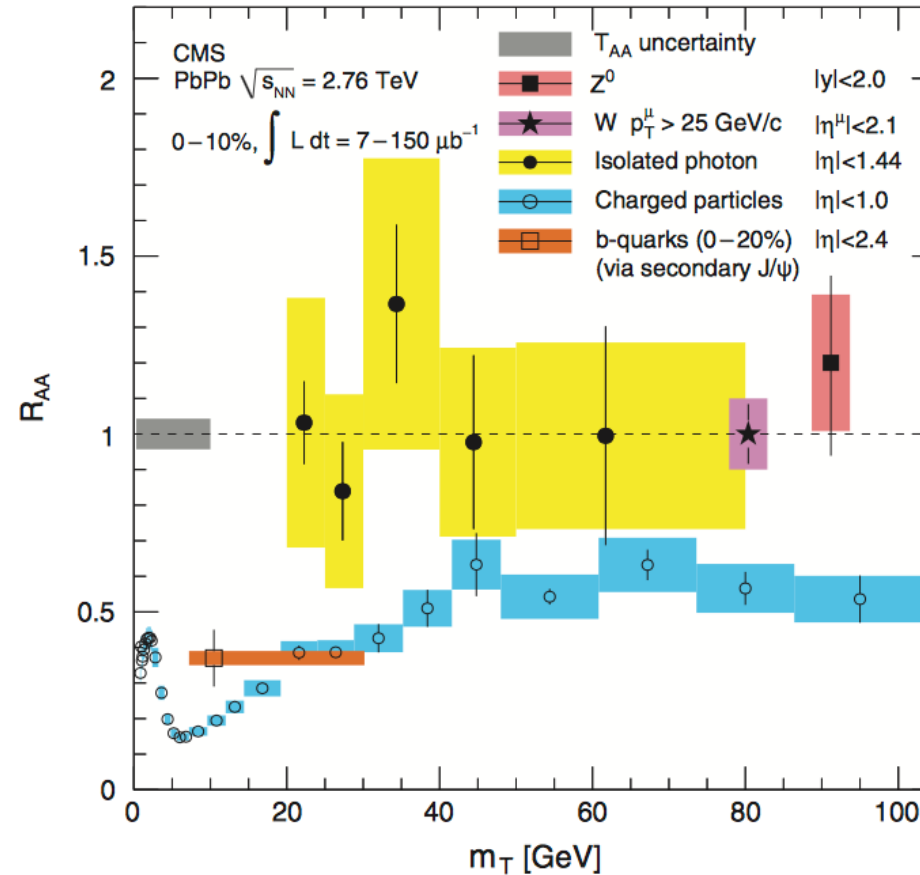 CMS
PbPb √s_NN = 2.76 TeV
0–10%, ∫ L dt = 7–150 μb⁻¹
T_AA uncertainty
Z⁰ |y|<2.0
W p_T^μ > 25 GeV/c |η^μ|<2.1
Isolated photon |η|<1.44
Charged particles |η|<1.0
b-quarks (0–20%) |η|<2.4
(via secondary J/ψ)
R_AA
2
1.5
1
0.5
0
0 20 40 60 80 100
m_T [GeV]